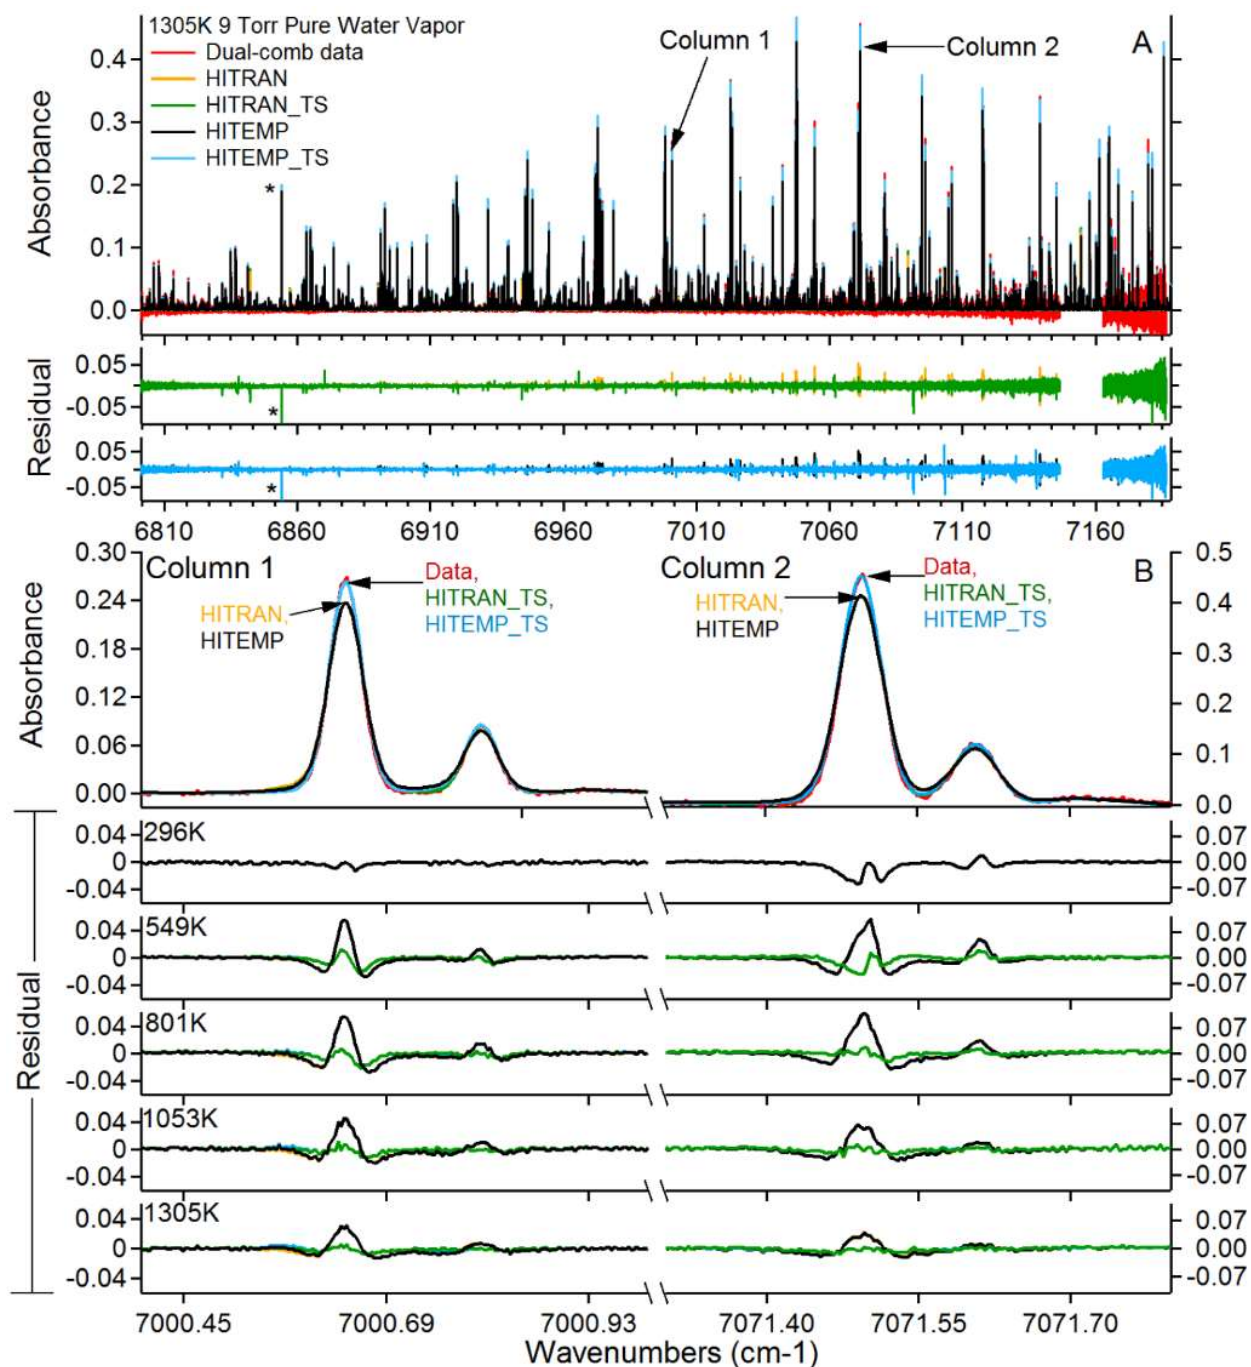 1305K 9 Torr Pure Water Vapor
Dual-comb data
HITRAN
HITRAN_TS
HITEMP
HITEMP_TS
Column 1
Column 2
A
Absorbance
0.4
0.3
0.2
0.1
0.0
*
Residual
0.05
-0.05
*
0.05
-0.05
*
6810 6860 6910 6960 7010 7060 7110 7160
Column 1
Data,
HITRAN_TS,
HITEMP_TS
HITRAN,
HITEMP
Absorbance
0.30
0.24
0.18
0.12
0.06
0.00
Column 2
B
Data,
HITRAN_TS,
HITEMP_TS
HITRAN,
HITEMP
0.5
0.4
0.3
0.2
0.1
0.0
Residual
296K
0.04
0
-0.04
0.07
0.00
-0.07
549K
0.04
0
-0.04
0.07
0.00
-0.07
801K
0.04
0
-0.04
0.07
0.00
-0.07
1053K
0.04
0
-0.04
0.07
0.00
-0.07
1305K
0.04
0
-0.04
0.07
0.00
-0.07
7000.45 7000.69 7000.93 7071.40 7071.55 7071.70
Wavenumbers (cm-1)